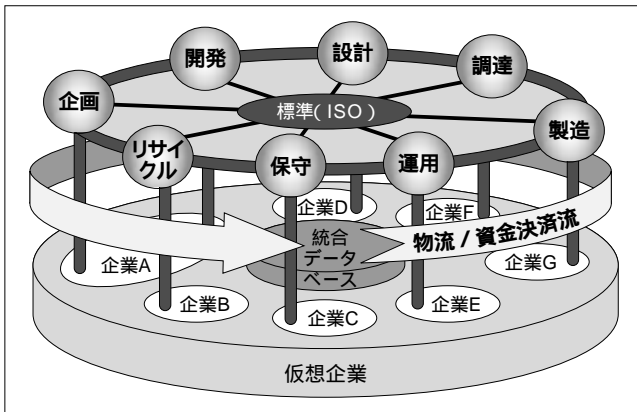 開発
設計
調達
企画
標準(ISO)
製造
リサイ
クル
保守
運用
企業D
企業F
物流 / 資金決済流
統合
データ
ベース
企業A
企業G
企業B
企業C
企業E
仮想企業